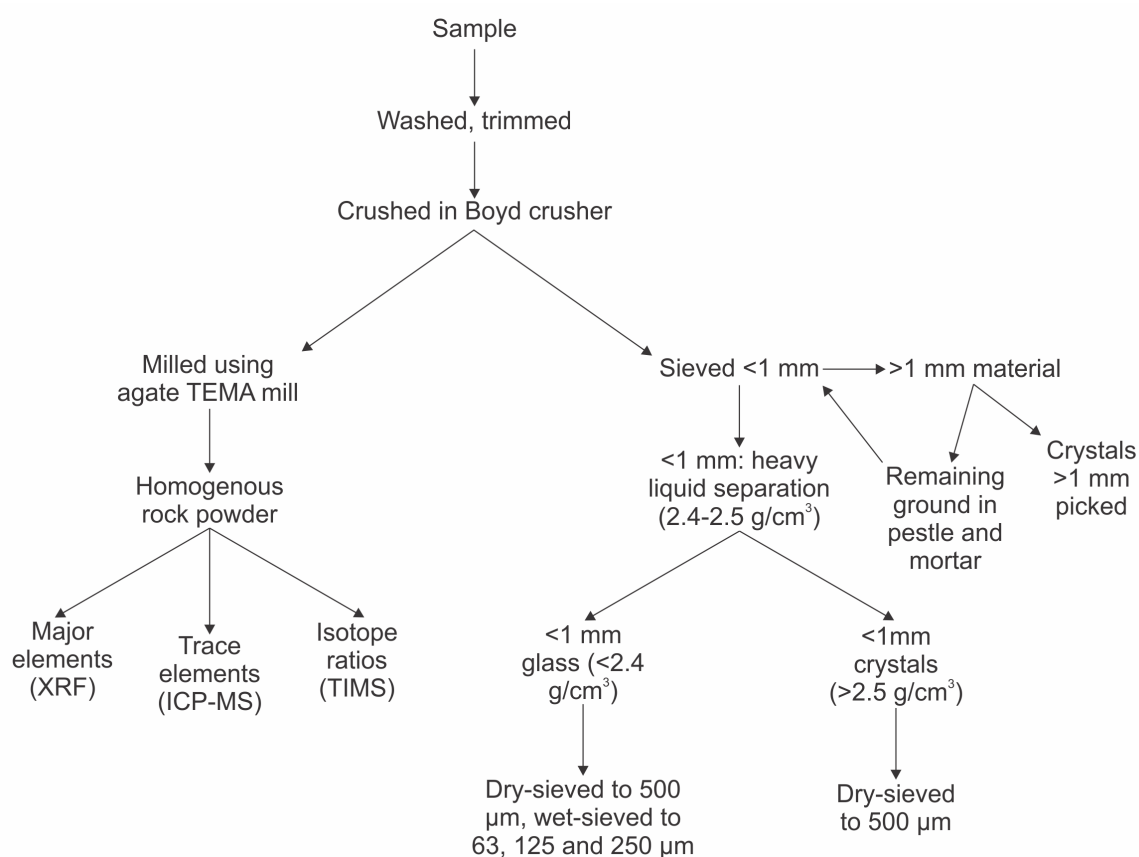 Sample
Washed, trimmed
Crushed in Boyd crusher
Milled using
agate TEMA mill
Sieved <1 mm
>1 mm material
Homogenous
rock powder
<1 mm: heavy
liquid separation
(2.4-2.5 g/cm³)
Remaining
ground in
pestle and
mortar
Crystals
>1 mm
picked
Major
elements
(XRF)
Trace
elements
(ICP-MS)
Isotope
ratios
(TIMS)
<1 mm
glass (<2.4
g/cm³)
<1mm
crystals
(>2.5 g/cm³)
Dry-sieved to 500
µm, wet-sieved to
63, 125 and 250 µm
Dry-sieved
to 500 µm